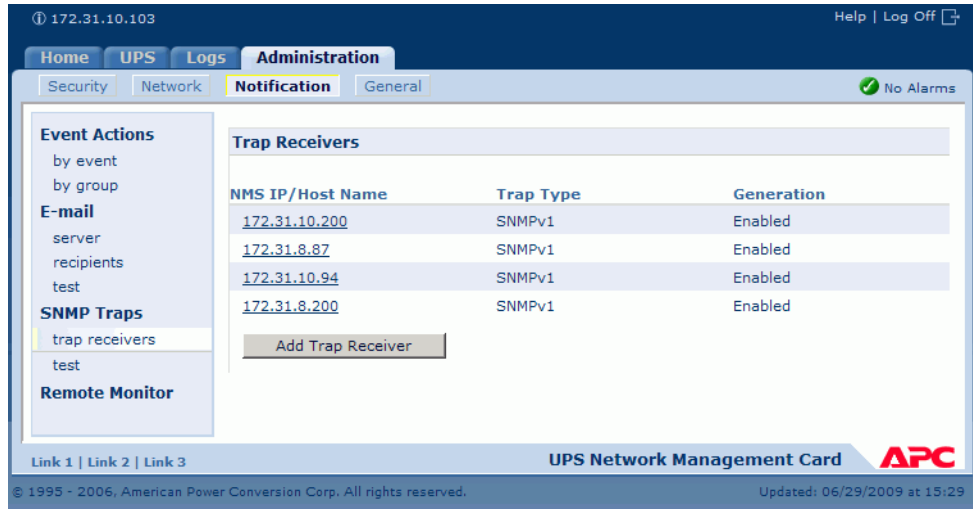 172.31.10.103
Help | Log Off
Home UPS Logs Administration
Security Network Notification General
No Alarms
Event Actions
by event
by group
E-mail
server
recipients
test
SNMP Traps
trap receivers
test
Remote Monitor
Trap Receivers
NMS IP/Host Name Trap Type Generation
172.31.10.200 SNMPv1 Enabled
172.31.8.87 SNMPv1 Enabled
172.31.10.94 SNMPv1 Enabled
172.31.8.200 SNMPv1 Enabled
Add Trap Receiver
Link 1 | Link 2 | Link 3
UPS Network Management Card
APC
© 1995 - 2006, American Power Conversion Corp. All rights reserved.
Updated: 06/29/2009 at 15:29